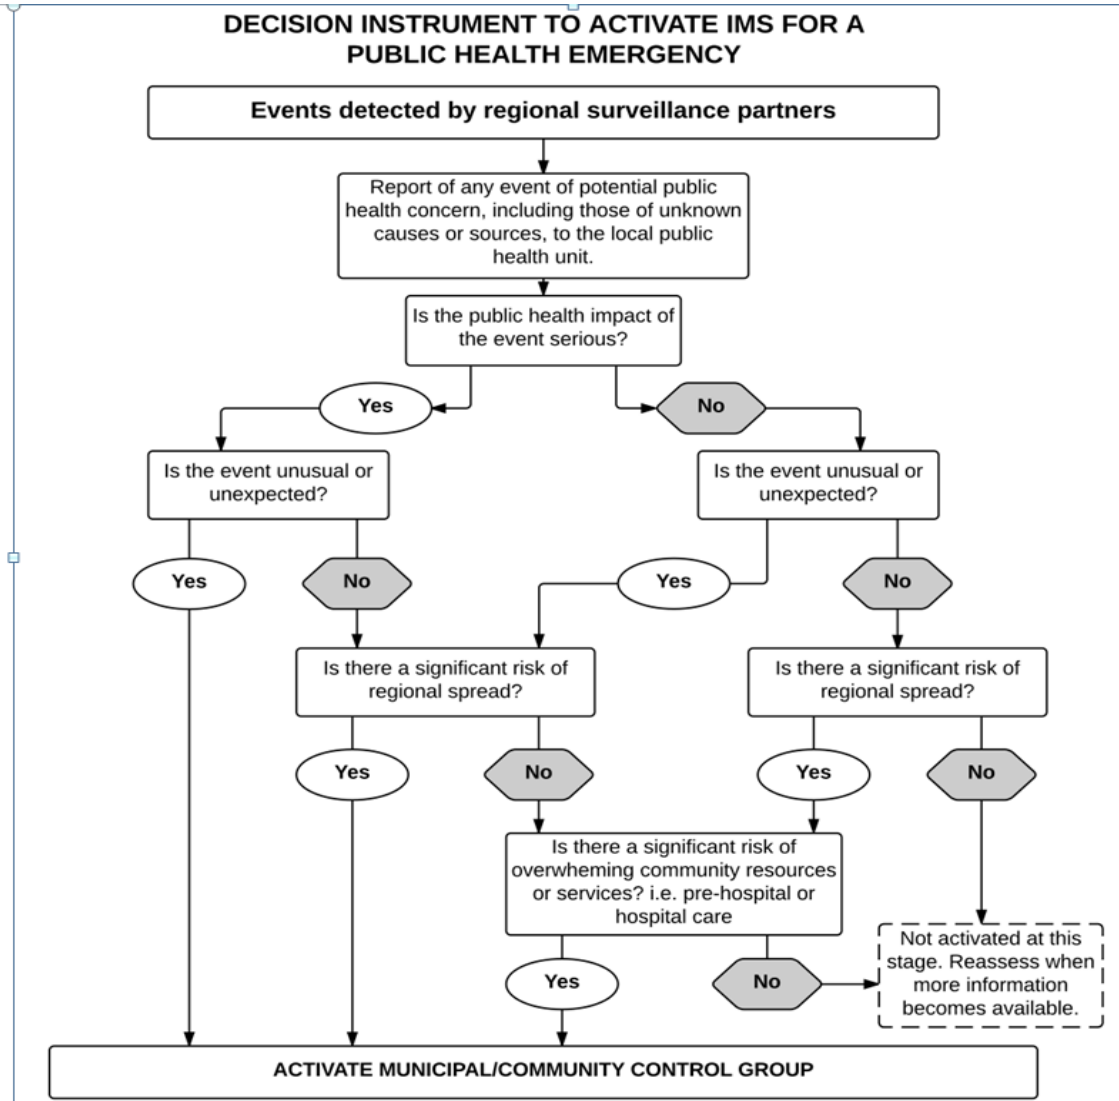 DECISION INSTRUMENT TO ACTIVATE IMS FOR A
PUBLIC HEALTH EMERGENCY
Events detected by regional surveillance partners
Report of any event of potential public
health concern, including those of unknown
causes or sources, to the local public
health unit.
Is the public health impact of
the event serious?
Yes
No
Is the event unusual or
unexpected?
Is the event unusual or
unexpected?
Yes
No
Yes
No
Is there a significant risk of
regional spread?
Is there a significant risk of
regional spread?
Yes
No
Yes
No
Is there a significant risk of
overwheming community resources
or services? i.e. pre-hospital or
hospital care
Not activated at this
stage. Reassess when
more information
becomes available.
Yes
No
ACTIVATE MUNICIPAL/COMMUNITY CONTROL GROUP